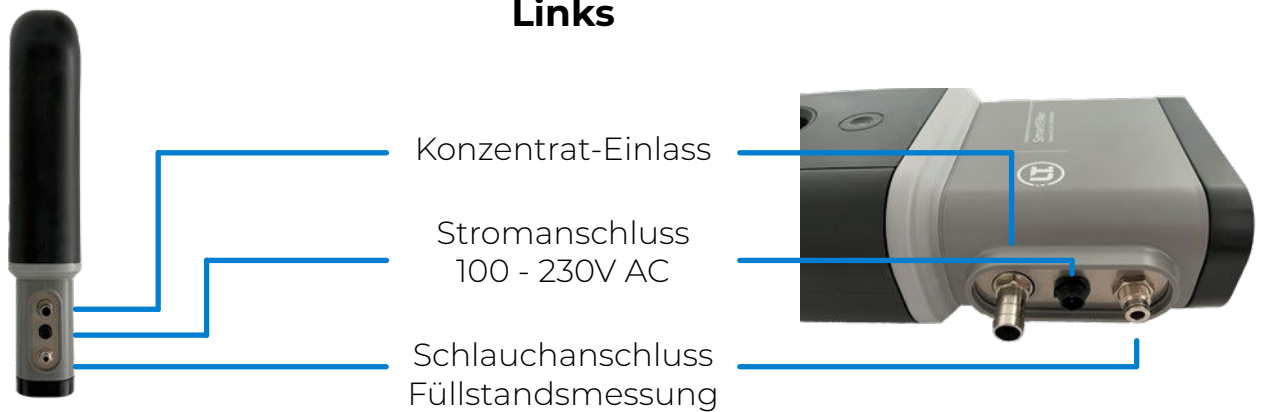 Links
Konzentrat-Einlass
Stromanschluss
100 - 230V AC
Schlauchanschluss
Füllstandsmessung